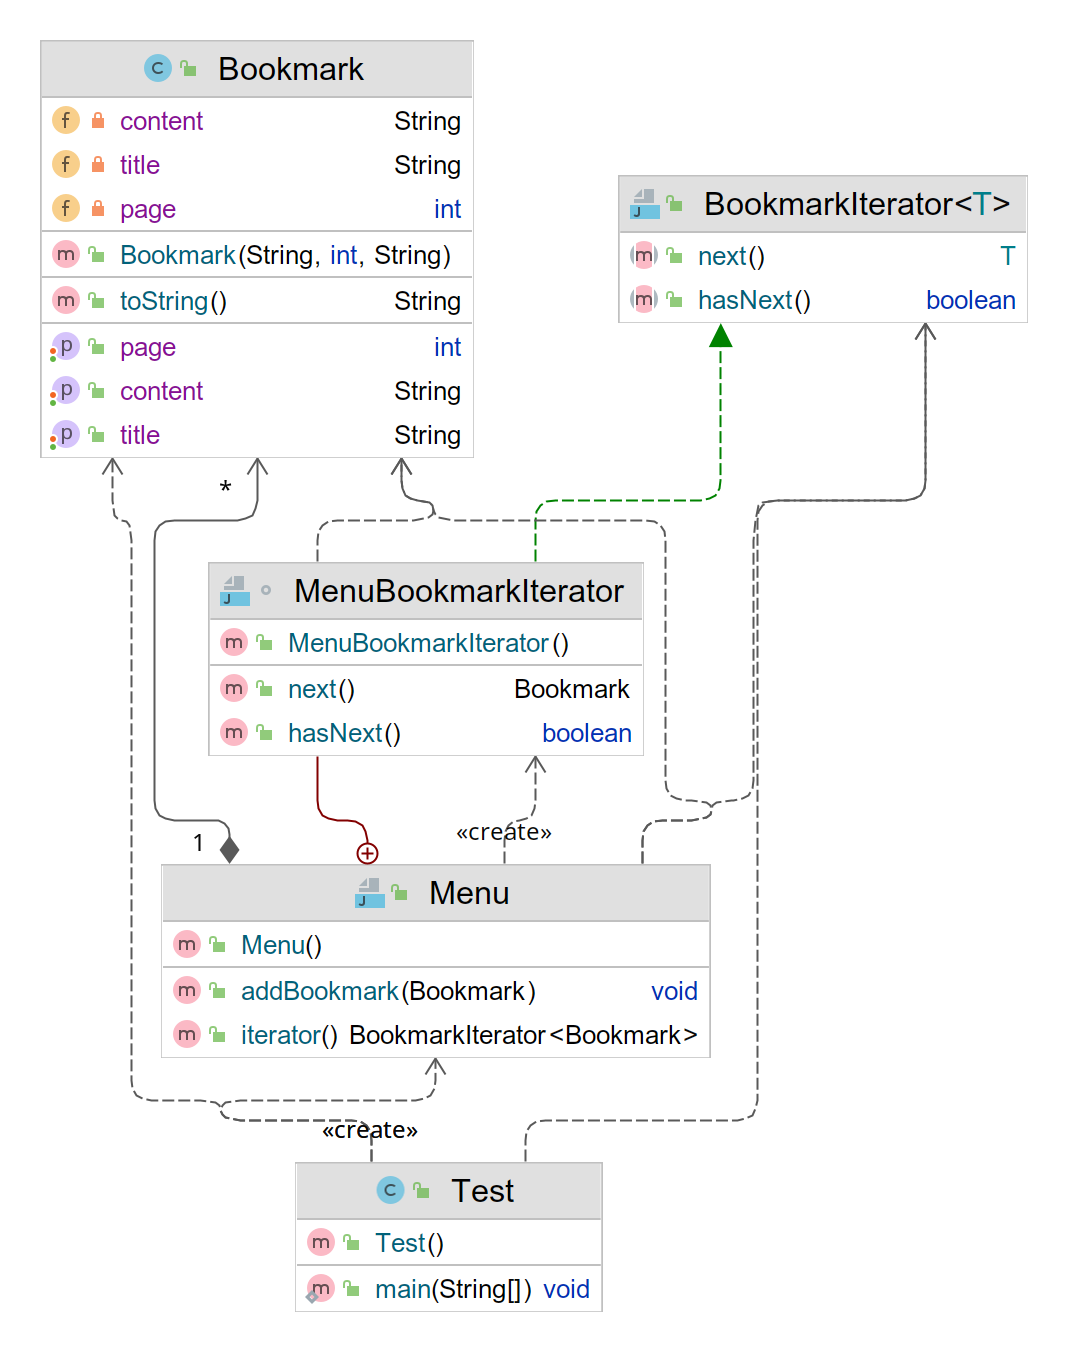 Bookmark
content String
title String
page int
Bookmark(String, int, String)
toString() String
page int
content String
title String
BookmarkIterator<T>
next() T
hasNext() boolean
*
MenuBookmarkIterator
MenuBookmarkIterator()
next() Bookmark
hasNext() boolean
«create»
1
Menu
Menu()
addBookmark(Bookmark) void
iterator() BookmarkIterator<Bookmark>
«create»
Test
Test()
main(String[]) void